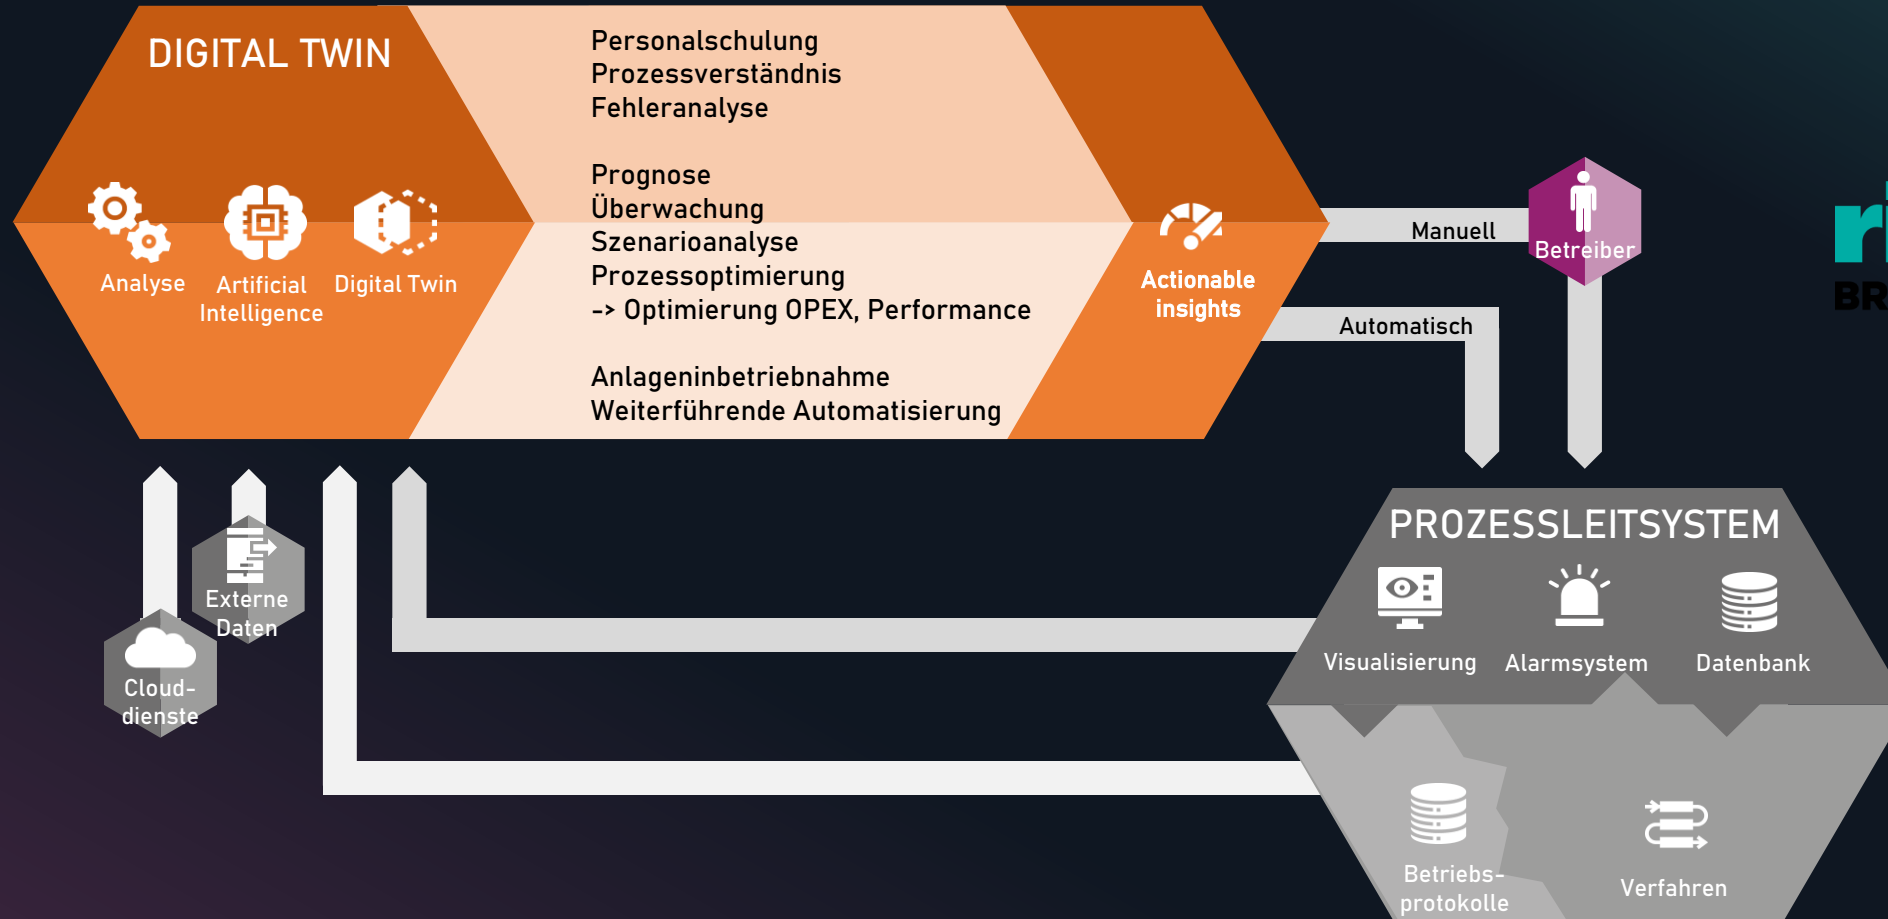 DIGITAL TWIN
Personalschulung
Prozessverständnis
Fehleranalyse
Prognose
Überwachung
Szenarioanalyse
Prozessoptimierung
-> Optimierung OPEX, Performance
Anlageninbetriebnahme
Weiterführende Automatisierung
Analyse
Artificial
Intelligence
Digital Twin
Actionable
insights
Manuell
Automatisch
Betreiber
Externe
Daten
Cloud-
dienste
PROZESSLEITSYSTEM
Visualisierung
Alarmsystem
Datenbank
Betriebs-
protokolle
Verfahren